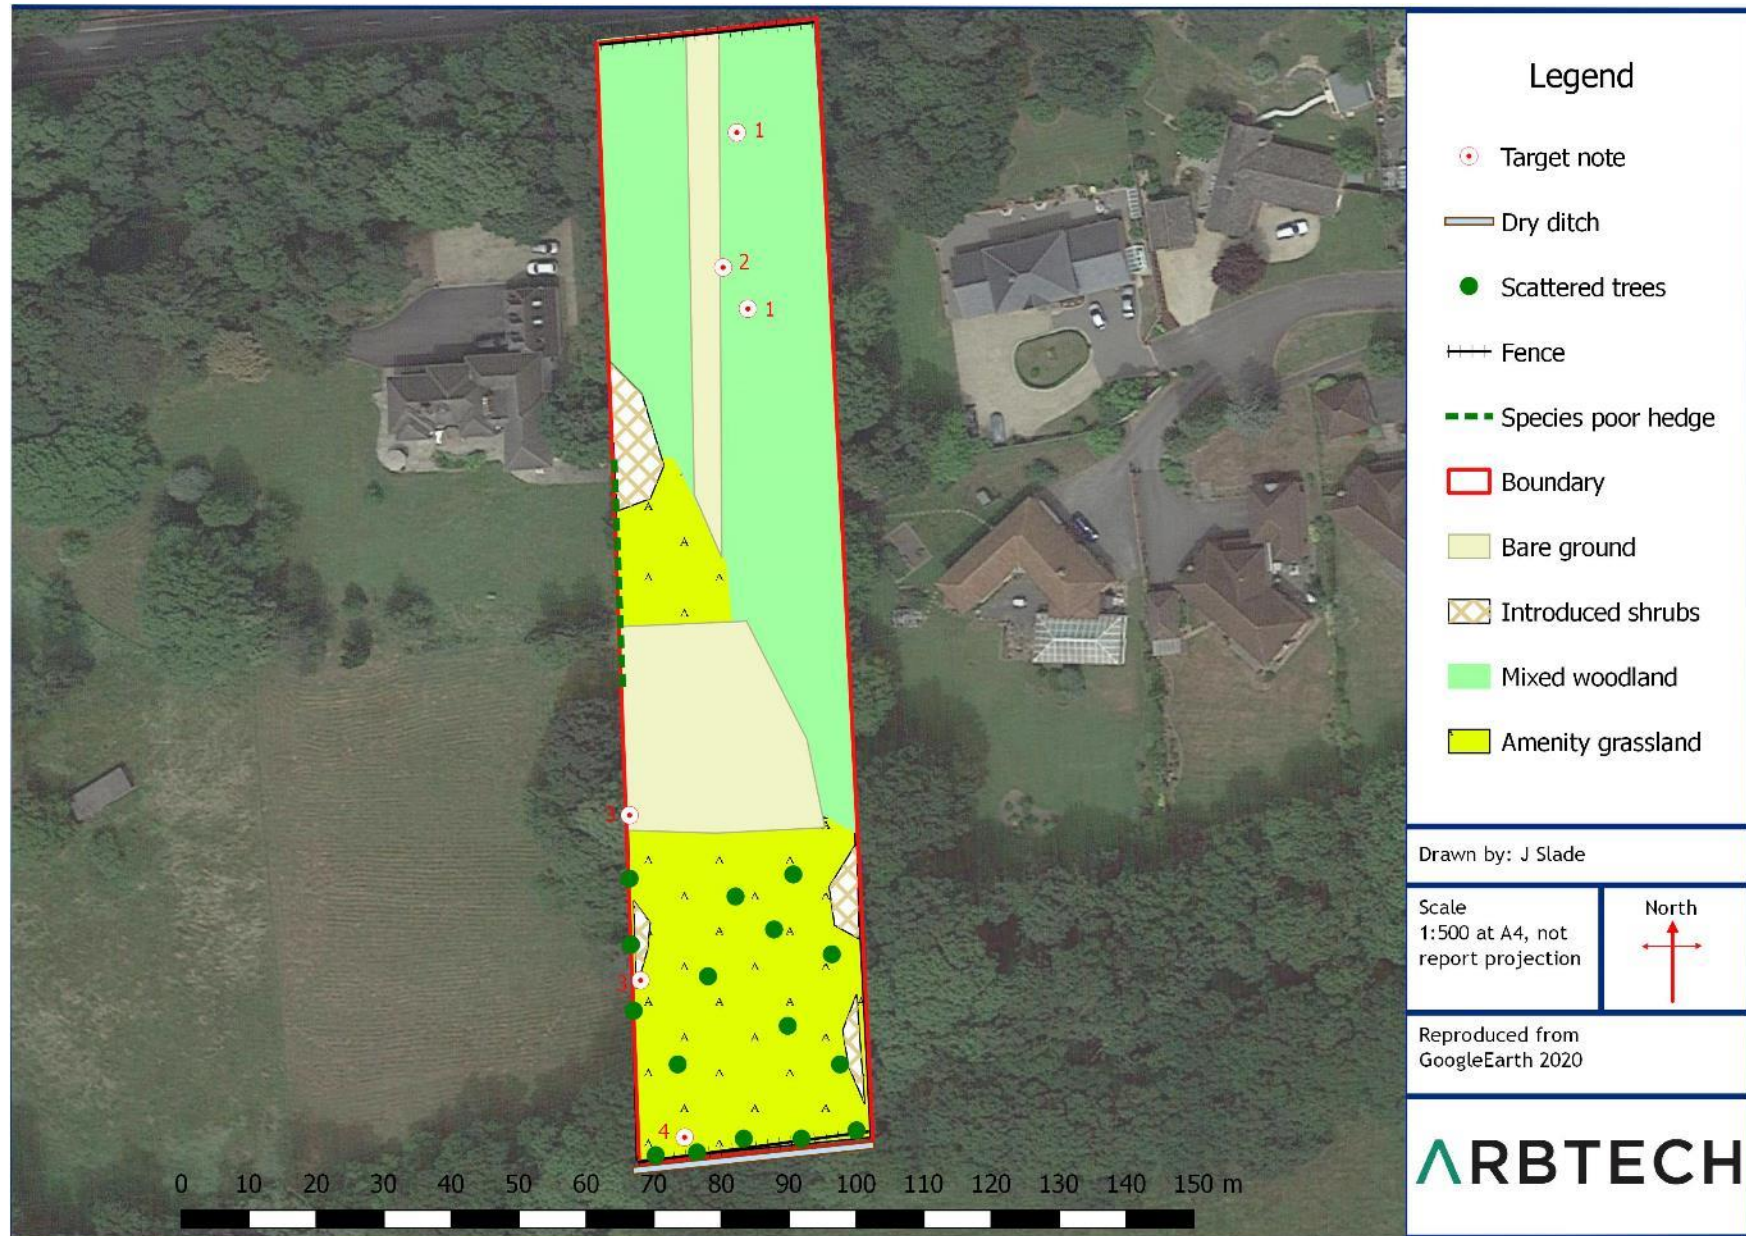 1
2
1
3
3
4
0 10 20 30 40 50 60 70 80 90 100 110 120 130 140 150 m
Legend
Target note
Dry ditch
Scattered trees
Fence
Species poor hedge
Boundary
Bare ground
Introduced shrubs
Mixed woodland
Amenity grassland
Drawn by: J Slade
Scale
1:500 at A4, not
report projection
North
Reproduced from
GoogleEarth 2020
ARBTECH